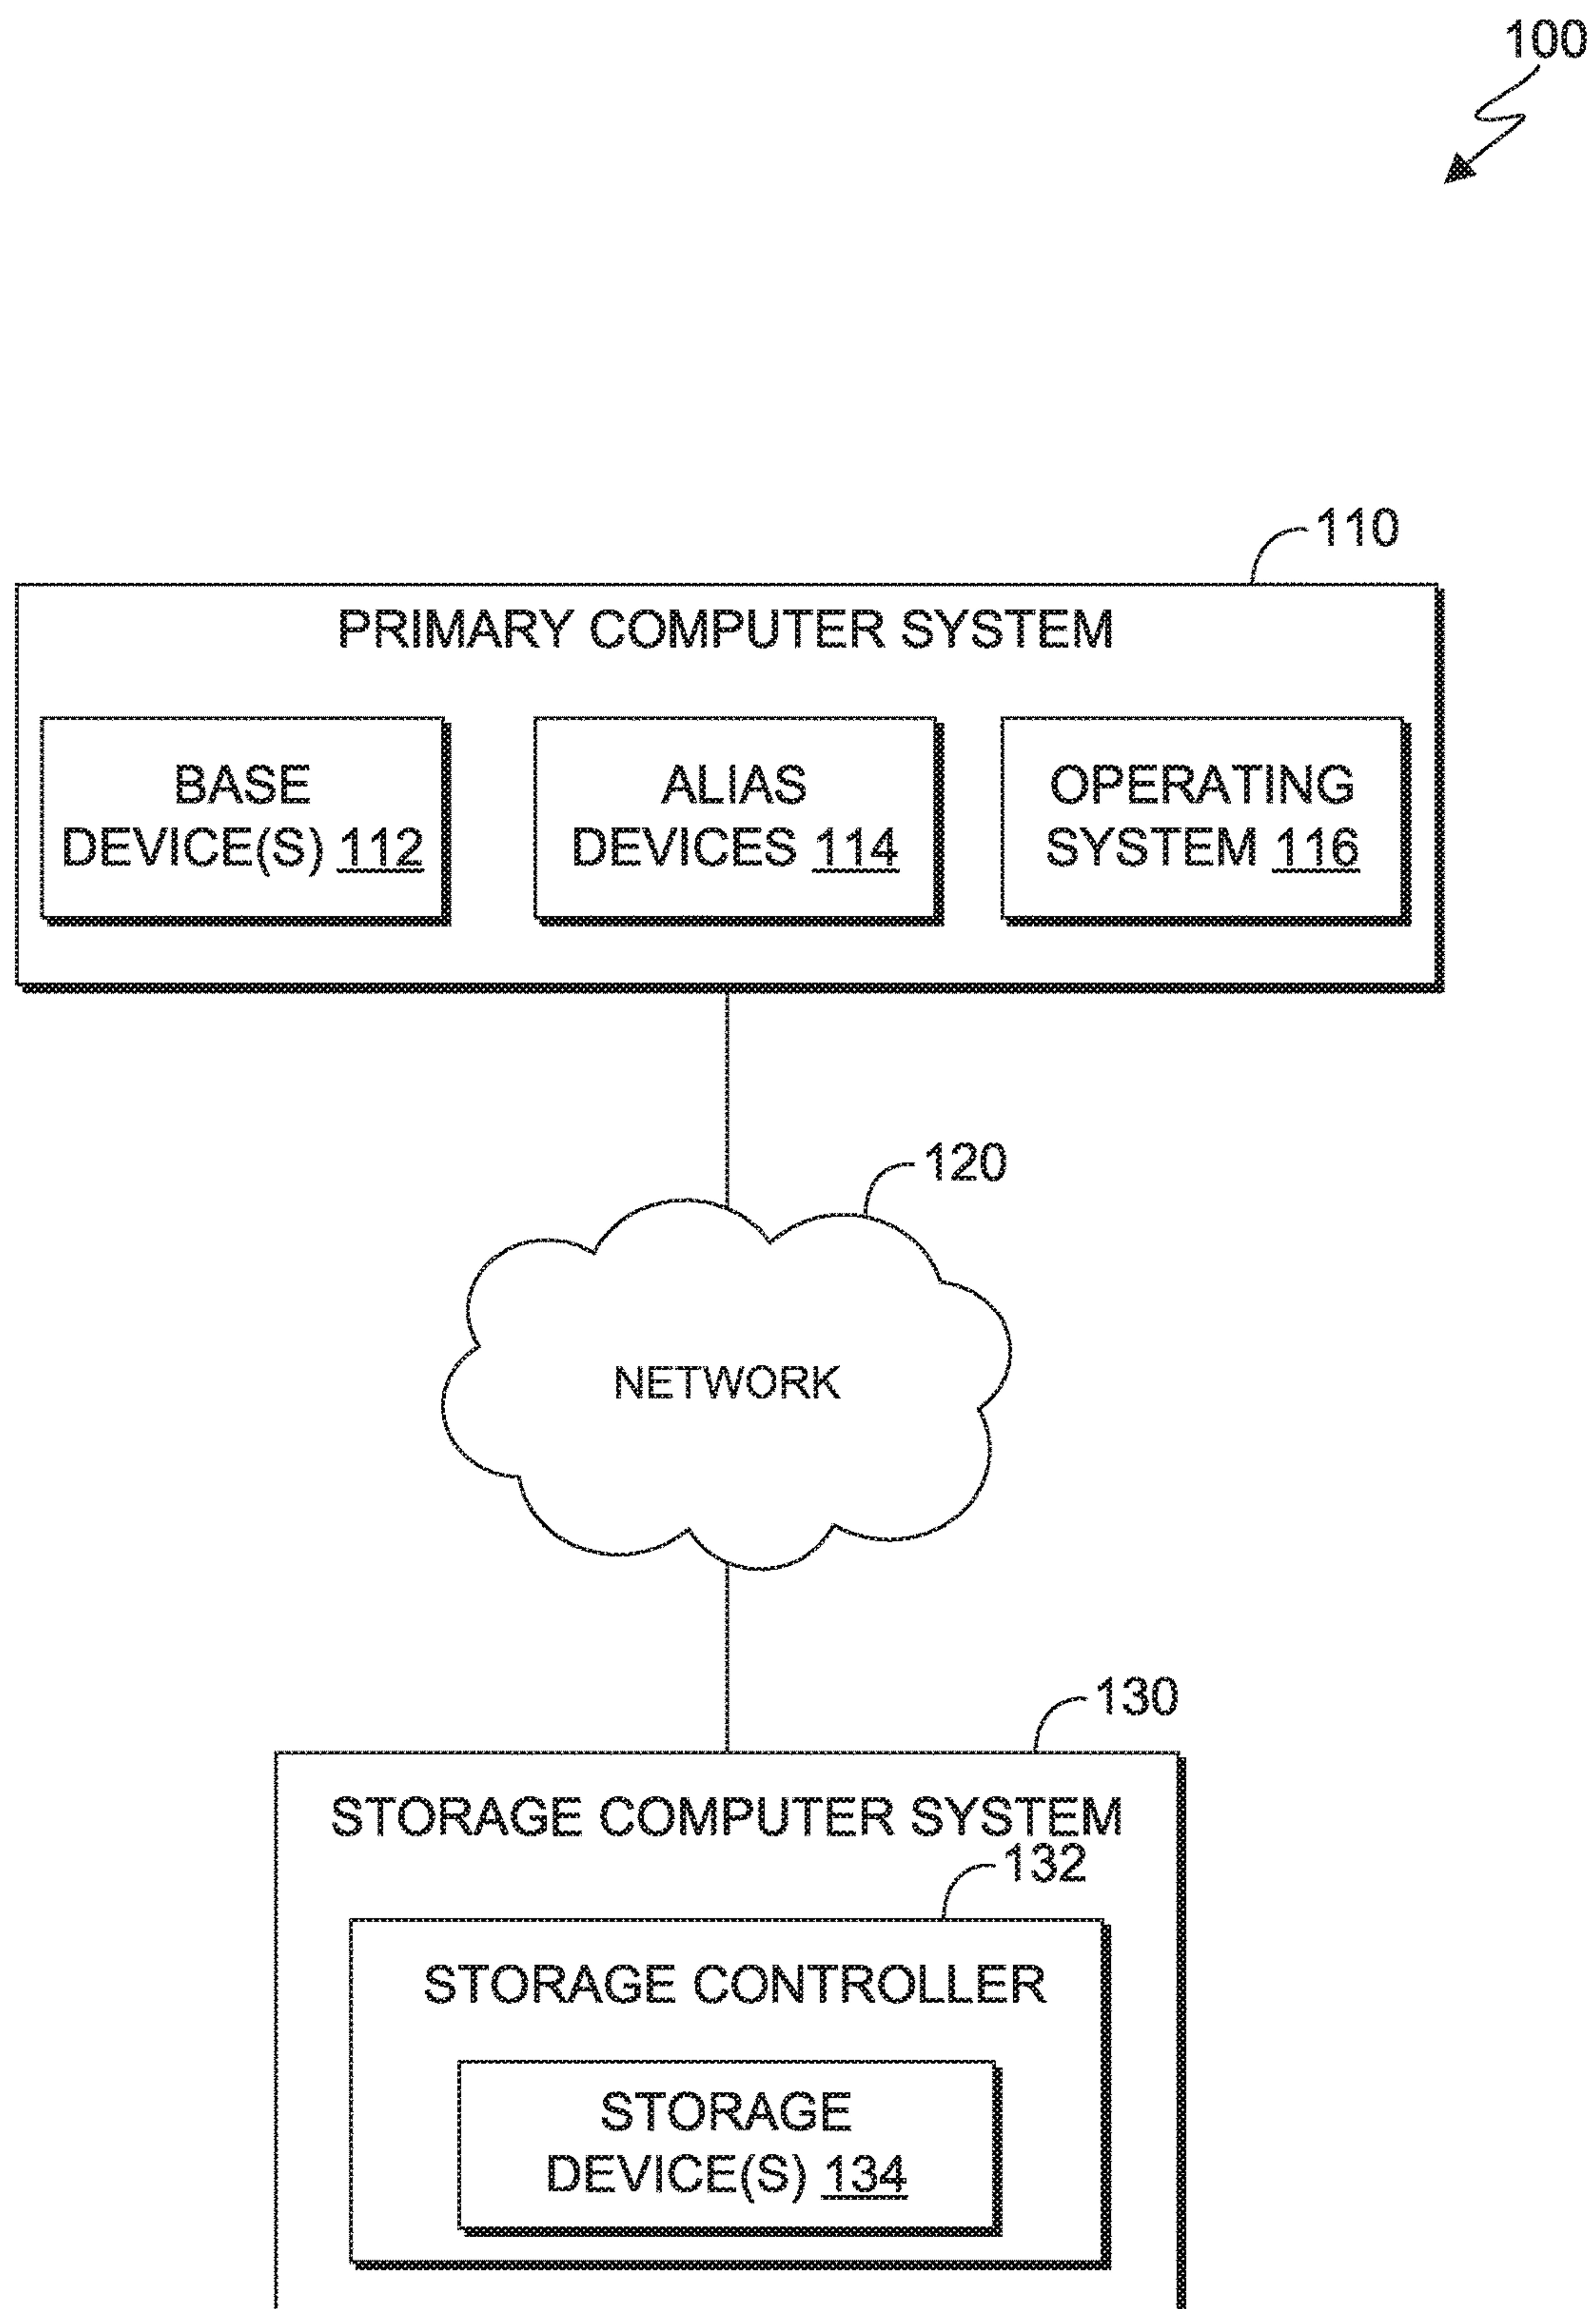 100
110
PRIMARY COMPUTER SYSTEM
BASE
DEVICE(S) 112
ALIAS
DEVICES 114
OPERATING
SYSTEM 116
120
NETWORK
130
STORAGE COMPUTER SYSTEM
132
STORAGE CONTROLLER
STORAGE
DEVICE(S) 134